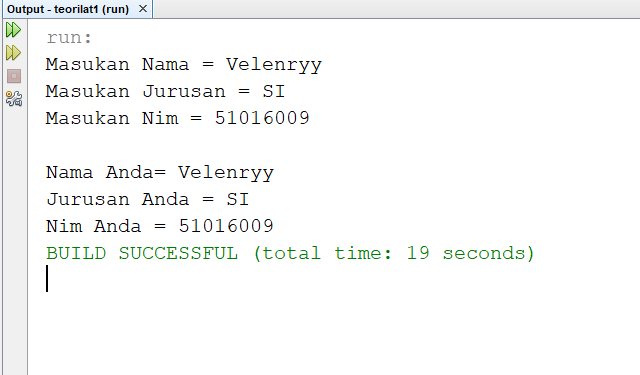 Output - teorilat1 (run) ×
run:
Masukan Nama = Velenryy
Masukan Jurusan = SI
Masukan Nim = 51016009
Nama Anda= Velenryy
Jurusan Anda = SI
Nim Anda = 51016009
BUILD SUCCESSFUL (total time: 19 seconds)